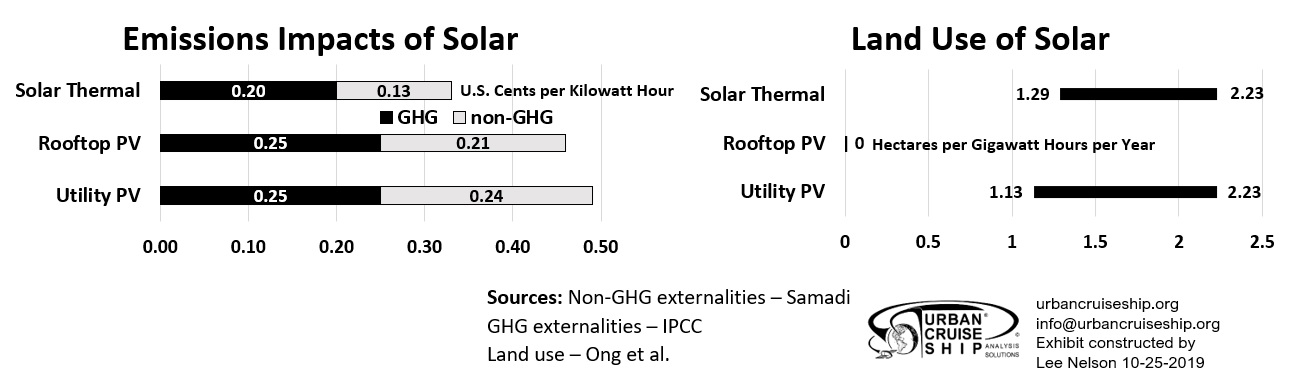 Emissions Impacts of Solar
Solar Thermal 0.20 0.13 U.S. Cents per Kilowatt Hour
GHG non-GHG
Rooftop PV 0.25 0.21
Utility PV 0.25 0.24
0.00 0.10 0.20 0.30 0.40 0.50
Land Use of Solar
Solar Thermal 1.29 2.23
Rooftop PV 0 Hectares per Gigawatt Hours per Year
Utility PV 1.13 2.23
0 0.5 1 1.5 2 2.5
Sources: Non-GHG externalities – Samadi
GHG externalities – IPCC
Land use – Ong et al.
URBAN®
CRUISE
SHIP ANALYSIS
SOLUTIONS
©
urbancruiseship.org
info@urbancruiseship.org
Exhibit constructed by
Lee Nelson 10-25-2019